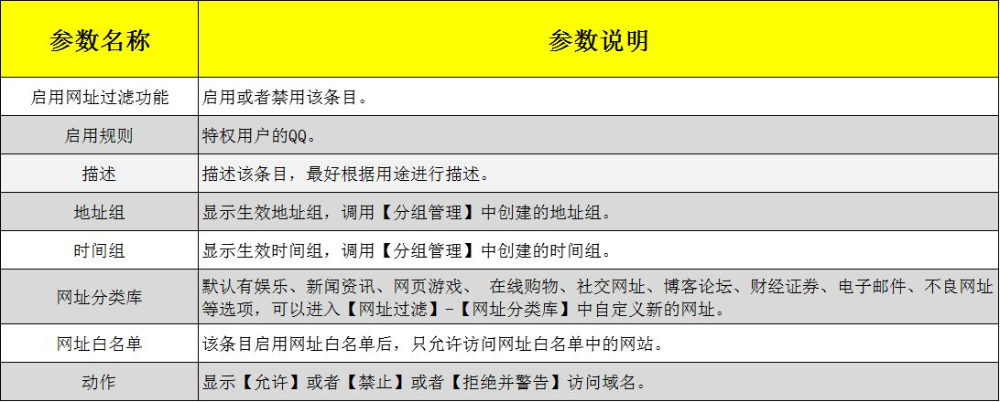 参数名称 参数说明
启用网址过滤功能 启用或者禁用该条目。
启用规则 特权用户的QQ。
描述 描述该条目，最好根据用途进行描述。
地址组 显示生效地址组，调用【分组管理】中创建的地址组。
时间组 显示生效时间组，调用【分组管理】中创建的时间组。
网址分类库 默认有娱乐、新闻资讯、网页游戏、 在线购物、社交网址、博客论坛、财经证券、电子邮件、不良网址
等选项，可以进入【网址过滤】-【网址分类库】中自定义新的网址。
网址白名单 该条目启用网址白名单后，只允许访问网址白名单中的网站。
动作 显示【允许】或者【禁止】或者【拒绝并警告】访问域名。